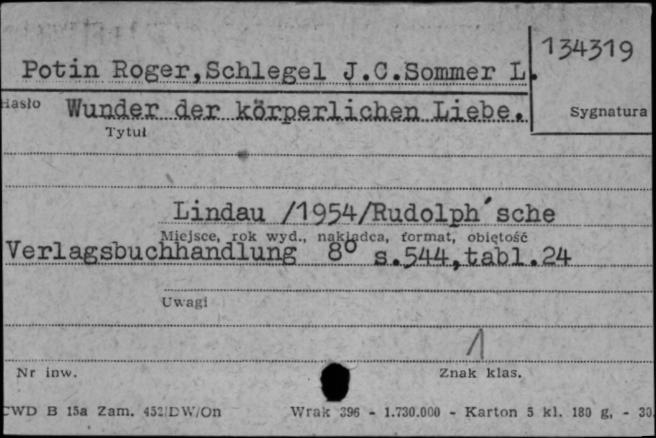 134319
Potin Roger,Schlegel J.C.Sommer L.
Hasło Wunder der körperlichen Liebe. Sygnatura
Tytuł
Lindau /1954/Rudolph´sche
Miejsce, rok wyd., nakładca, format, objętość
Verlagsbuchhandlung 8º s.544,tabl.24
Uwagi
1
Nr inw. Znak klas.
CWD B 15a Zam. 452/DW/On Wrak 396 - 1.730.000 - Karton 5 kl. 180 g, - 30.